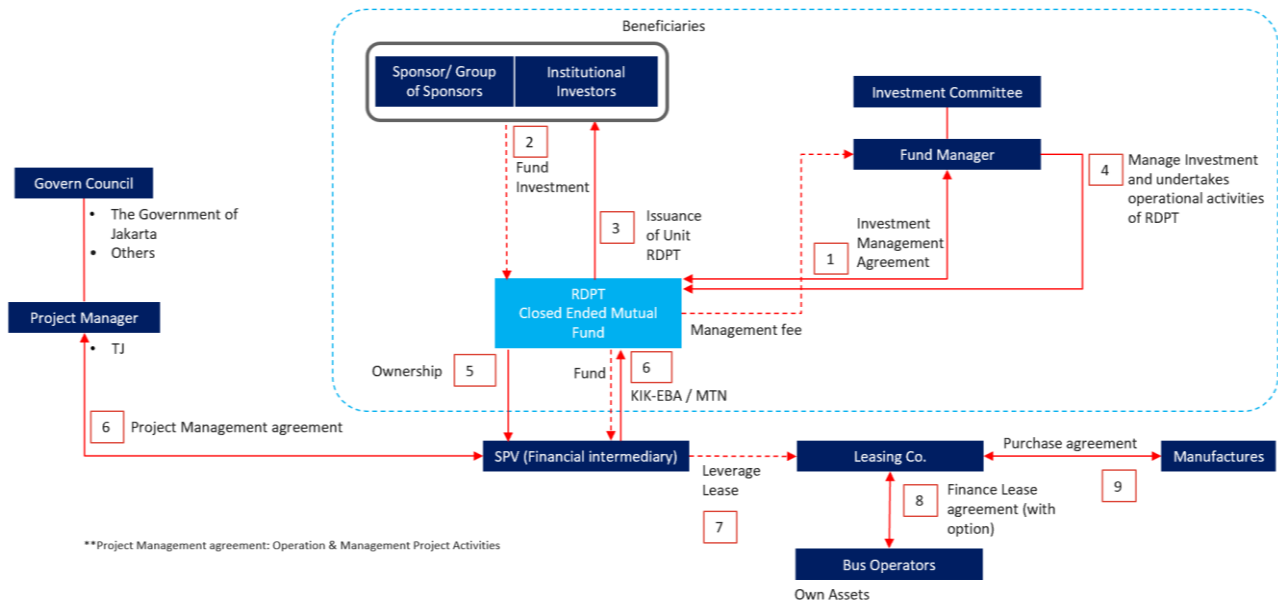 Beneficiaries
Sponsor/ Group
of Sponsors
Institutional
Investors
Investment Committee
Fund Manager
2
Fund
Investment
3
Issuance
of Unit
RDPT
1
Investment
Management
Agreement
4
Manage Investment
and undertakes
operational activities
of RDPT
Govern Council
• The Government of
Jakarta
• Others
Project Manager
• TJ
RDPT
Closed Ended Mutual
Fund
Management fee
Ownership
5
Fund
6
KIK-EBA / MTN
6
Project Management agreement
SPV (Financial intermediary)
Leverage
Lease
7
Leasing Co.
Purchase agreement
9
Manufactures
8
Finance Lease
agreement (with
option)
Bus Operators
Own Assets
**Project Management agreement: Operation & Management Project Activities